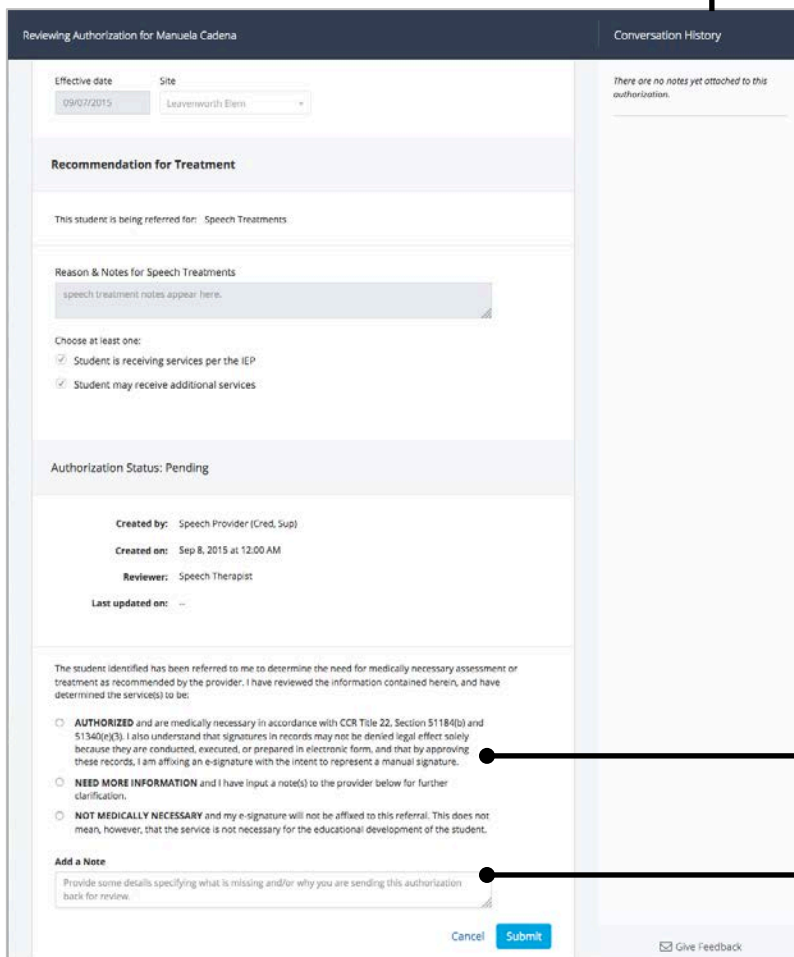 Reviewing Authorization for Manuela Cadena
Conversation History
There are no notes yet attached to this
authorization.
Effective date
Site
09/07/2015
Leavenworth Elem
Recommendation for Treatment
This student is being referred for: Speech Treatments
Reason & Notes for Speech Treatments
speech treatment notes appear here.
Choose at least one:
Student is receiving services per the IEP
Student may receive additional services
Authorization Status: Pending
Created by: Speech Provider (Cred, Sup)
Created on: Sep 8, 2015 at 12:00 AM
Reviewer: Speech Therapist
Last updated on: --
The student identified has been referred to me to determine the need for medically necessary assessment or
treatment as recommended by the provider. I have reviewed the information contained herein, and have
determined the service(s) to be:
AUTHORIZED and are medically necessary in accordance with CCR Title 22, Section 51184(b) and
51340(e)(3). I also understand that signatures in records may not be denied legal effect solely
because they are conducted, executed, or prepared in electronic form, and that by approving
these records, I am affixing an e-signature with the intent to represent a manual signature.
NEED MORE INFORMATION and I have input a note(s) to the provider below for further
clarification.
NOT MEDICALLY NECESSARY and my e-signature will not be affixed to this referral. This does not
mean, however, that the service is not necessary for the educational development of the student.
Add a Note
Provide some details specifying what is missing and/or why you are sending this authorization
back for review.
Cancel
Submit
Give Feedback